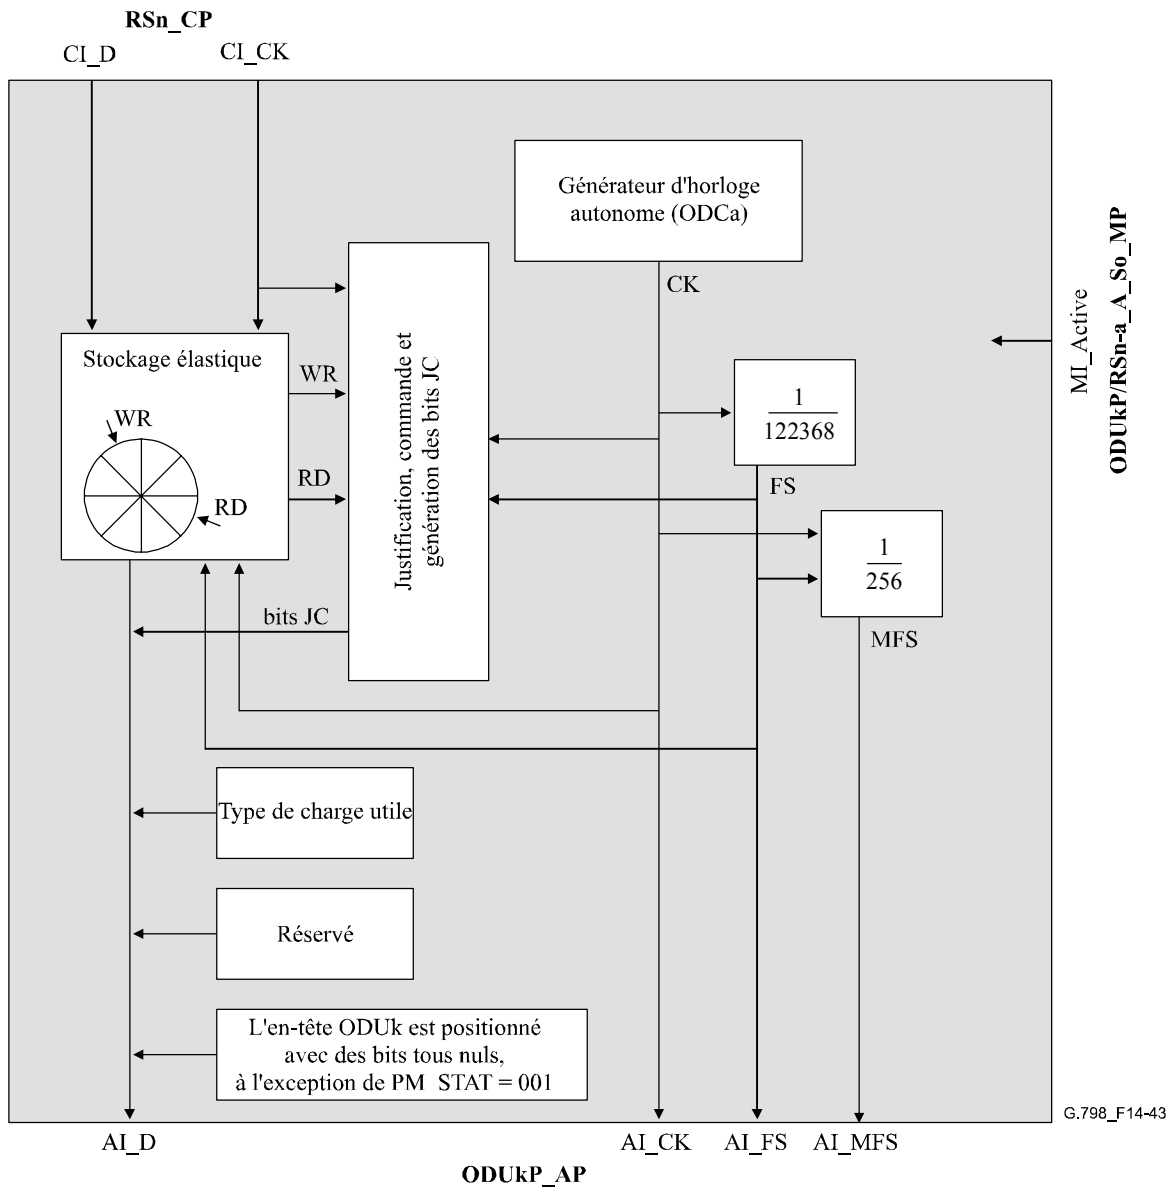 RSn_CP
CI_D
CI_CK
Générateur d'horloge
autonome (ODCa)
CK
MI_Active
ODUkP/RSn-a_A_So_MP
Stockage élastique
WR
WR
RD
RD
Justification, commande et
génération des bits JC
1
122368
FS
1
256
MFS
bits JC
Type de charge utile
Réservé
L'en-tête ODUk est positionné
avec des bits tous nuls,
à l'exception de PM_STAT = 001
G.798_F14-43
AI_D
AI_CK
AI_FS
AI_MFS
ODUkP_AP